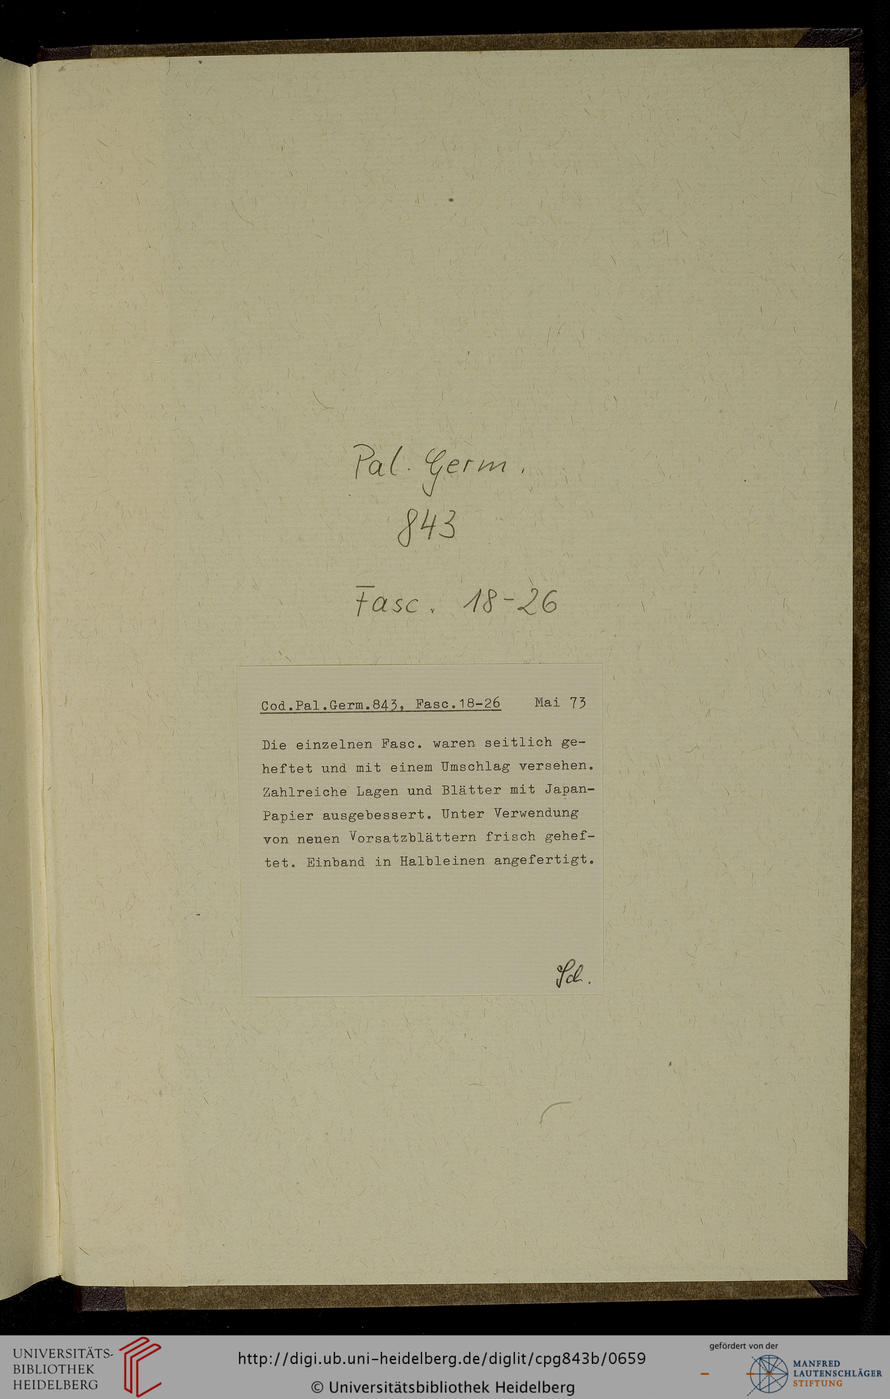 Pal. Germ.
843
Fasc. 18-26
Cod.Pal.Germ.843, Fasc.18-26 Mai 73
Die einzelnen Fasc. waren seitlich ge-
heftet und mit einem Umschlag versehen.
Zahlreiche Lagen und Blätter mit Japan-
Papier ausgebessert. Unter Verwendung
von neuen Vorsatzblättern frisch gehef-
tet. Einband in Halbleinen angefertigt.
Sd.
UNIVERSITÄTS-
BIBLIOTHEK
HEIDELBERG
http://digi.ub.uni-heidelberg.de/diglit/cpg843b/0659
© Universitätsbibliothek Heidelberg
gefördert von der
MANFRED
LAUTENSCHLÄGER
STIFTUNG